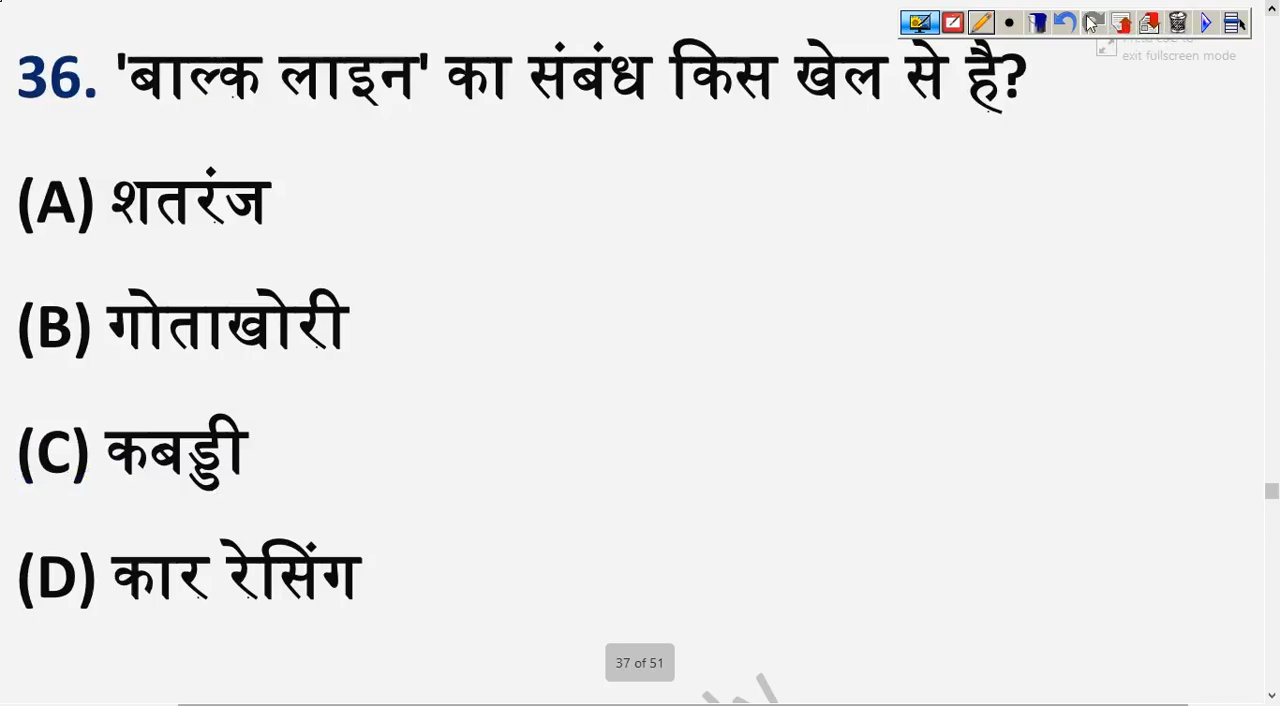 36. 'बाल्क लाइन' का संबंध किस खेल से है?
exit fullscreen mode
(A) शतरंज
(B) गोताखोरी
(C) कबड्डी
(D) कार रेसिंग
37 of 51